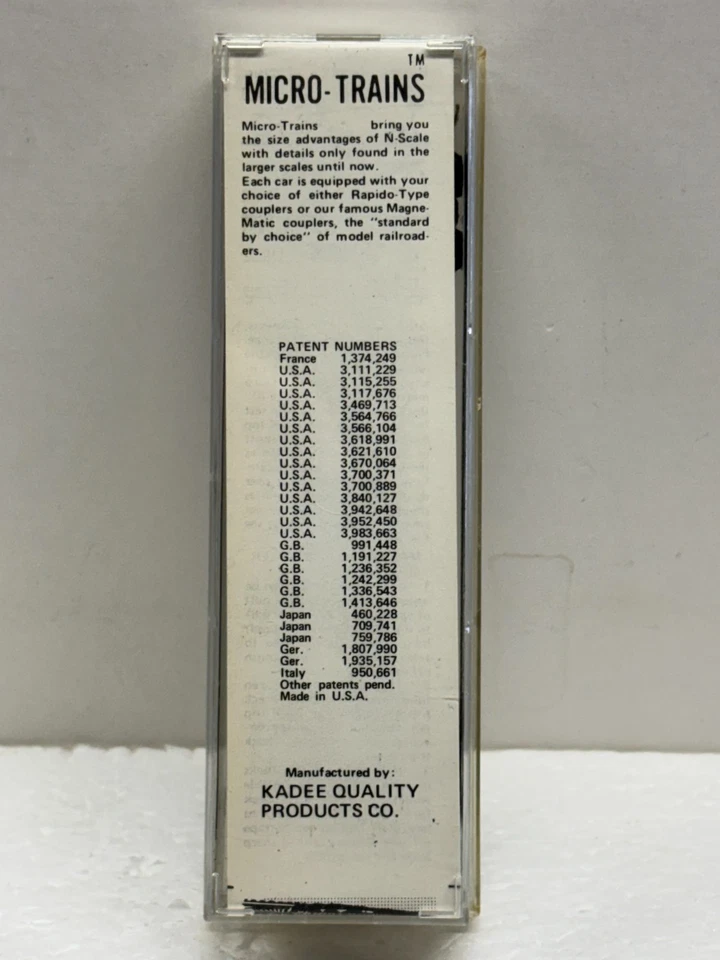 TM
MICRO-TRAINS
Micro-Trains bring you
the size advantages of N-Scale
with details only found in the
larger scales until now.
Each car is equipped with your
choice of either Rapido-Type
couplers or our famous Magne-
Matic couplers, the "standard
by choice" of model railroad-
ers.
PATENT NUMBERS
France 1,374,249
U.S.A. 3,111,229
U.S.A. 3,115,255
U.S.A. 3,117,676
U.S.A. 3,469,713
U.S.A. 3,564,766
U.S.A. 3,566,104
U.S.A. 3,618,991
U.S.A. 3,621,610
U.S.A. 3,670,064
U.S.A. 3,700,371
U.S.A. 3,700,889
U.S.A. 3,840,127
U.S.A. 3,942,648
U.S.A. 3,952,450
U.S.A. 3,983,663
G.B. 991,448
G.B. 1,191,227
G.B. 1,236,352
G.B. 1,242,299
G.B. 1,336,543
G.B. 1,413,646
Japan 460,228
Japan 709,741
Japan 759,786
Ger. 1,807,990
Ger. 1,935,157
Italy 950,661
Other patents pend.
Made in U.S.A.
Manufactured by:
KADEE QUALITY
PRODUCTS CO.